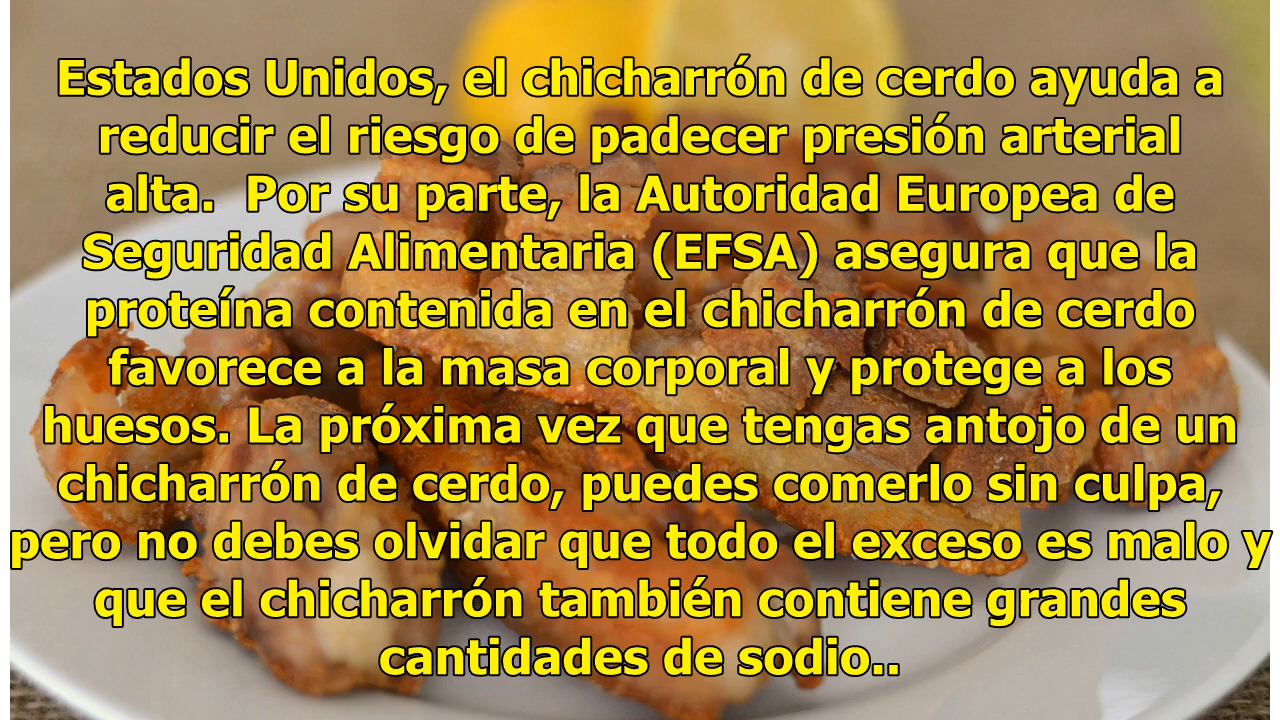 Estados Unidos, el chicharrón de cerdo ayuda a
reducir el riesgo de padecer presión arterial
alta.  Por su parte, la Autoridad Europea de
Seguridad Alimentaria (EFSA) asegura que la
proteína contenida en el chicharrón de cerdo
favorece a la masa corporal y protege a los
huesos. La próxima vez que tengas antojo de un
chicharrón de cerdo, puedes comerlo sin culpa,
pero no debes olvidar que todo el exceso es malo y
que el chicharrón también contiene grandes
cantidades de sodio..